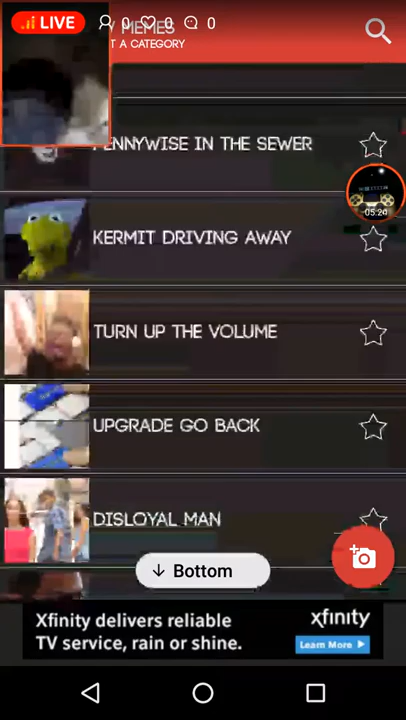 LIVE 0 0 0
MEMES
T A CATEGORY
PENNYWISE IN THE SEWER
05:20
KERMIT DRIVING AWAY
TURN UP THE VOLUME
UPGRADE GO BACK
DISLOYAL MAN
Bottom
Xfinity delivers reliable
TV service, rain or shine.
xfinity
Learn More